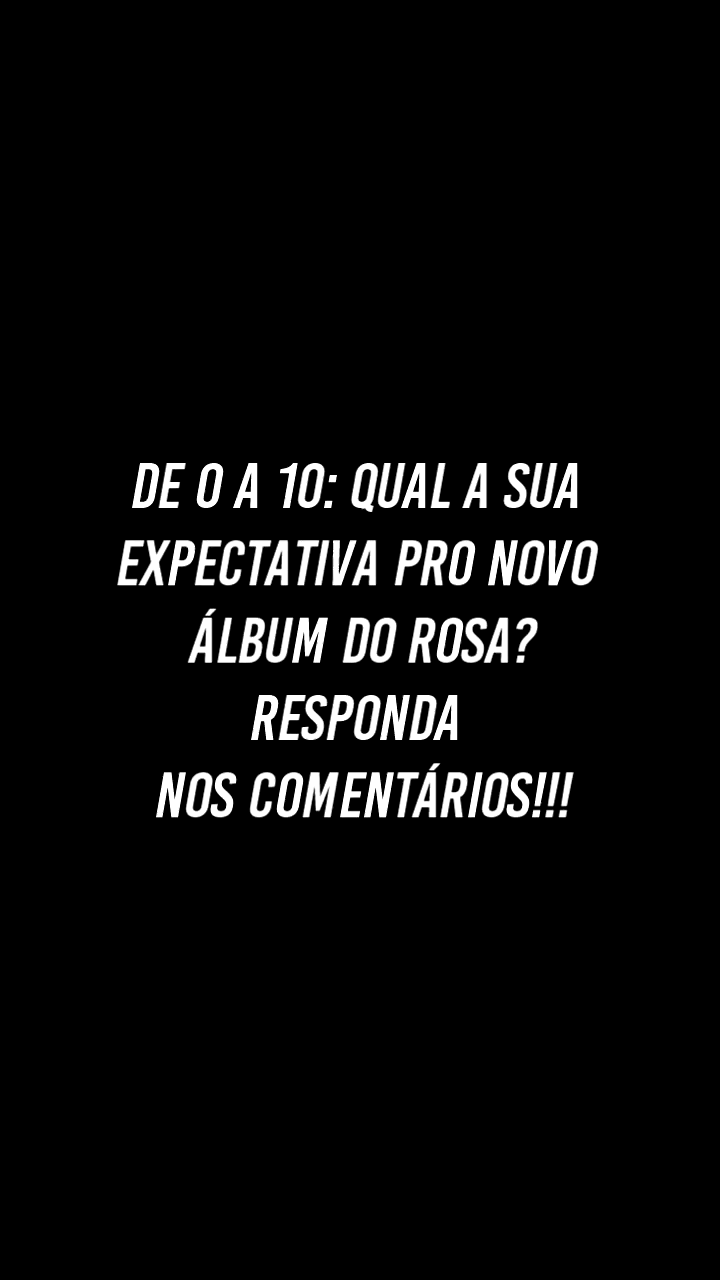 DE 0 A 10: QUAL A SUA
EXPECTATIVA PRO NOVO
ÁLBUM DO ROSA?
RESPONDA
NOS COMENTÁRIOS!!!